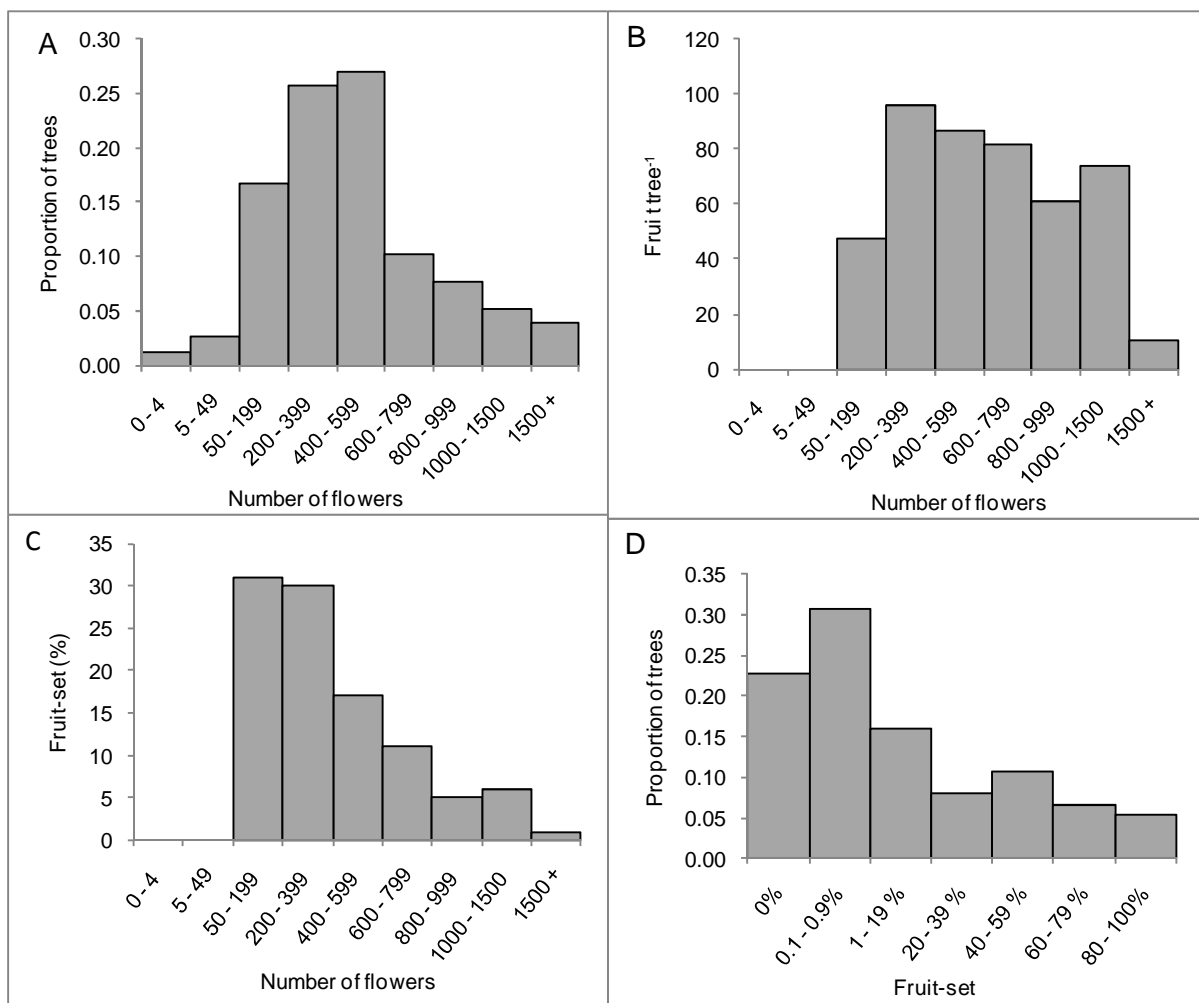 A
Proportion of trees
0.30
0.25
0.20
0.15
0.10
0.05
0.00
0 - 4
5 - 49
50 - 199
200 - 399
400 - 599
600 - 799
800 - 999
1000 - 1500
1500 +
Number of flowers
B
Frui t tree-1
120
100
80
60
40
20
0
0 - 4
5 - 49
50 - 199
200 - 399
400 - 599
600 - 799
800 - 999
1000 - 1500
1500 +
Number of flowers
C
Fruit-set (%)
35
30
25
20
15
10
5
0
0 - 4
5 - 49
50 - 199
200 - 399
400 - 599
600 - 799
800 - 999
1000 - 1500
1500 +
Number of flowers
D
Proportion of trees
0.35
0.30
0.25
0.20
0.15
0.10
0.05
0.00
0%
0.1 - 0.9%
1 - 19 %
20 - 39 %
40 - 59 %
60 - 79 %
80 - 100%
Fruit-set